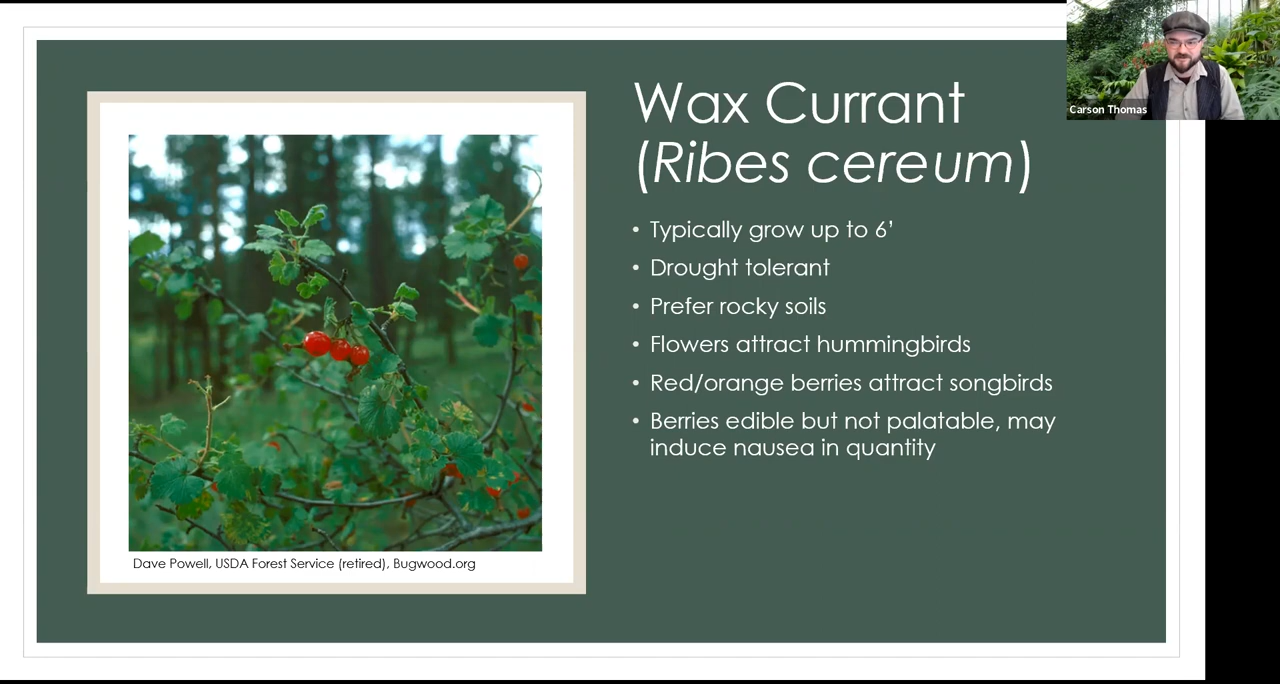 Carson Thomas
Wax Currant
(Ribes cereum)
• Typically grow up to 6’
• Drought tolerant
• Prefer rocky soils
• Flowers attract hummingbirds
• Red/orange berries attract songbirds
• Berries edible but not palatable, may
induce nausea in quantity
Dave Powell, USDA Forest Service (retired), Bugwood.org